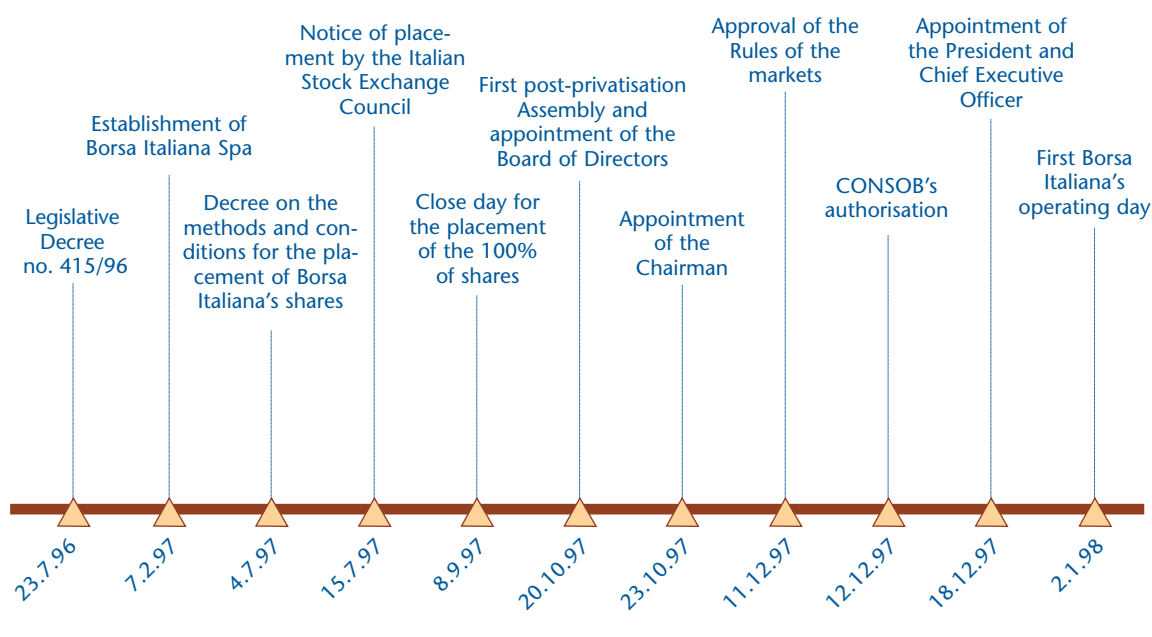 Legislative
Decree
no. 415/96
Establishment of
Borsa Italiana Spa
Decree on the
methods and con-
ditions for the pla-
cement of Borsa
Italiana's shares
Notice of place-
ment by the Italian
Stock Exchange
Council
Close day for
the placement
of the 100%
of shares
First post-privatisation
Assembly and
appointment of the
Board of Directors
Appointment
of the
Chairman
Approval of the
Rules of the
markets
CONSOB's
authorisation
Appointment of
the President and
Chief Executive
Officer
First Borsa
Italiana's
operating day
23.7.96
7.2.97
4.7.97
15.7.97
8.9.97
20.10.97
23.10.97
11.12.97
12.12.97
18.12.97
2.1.98